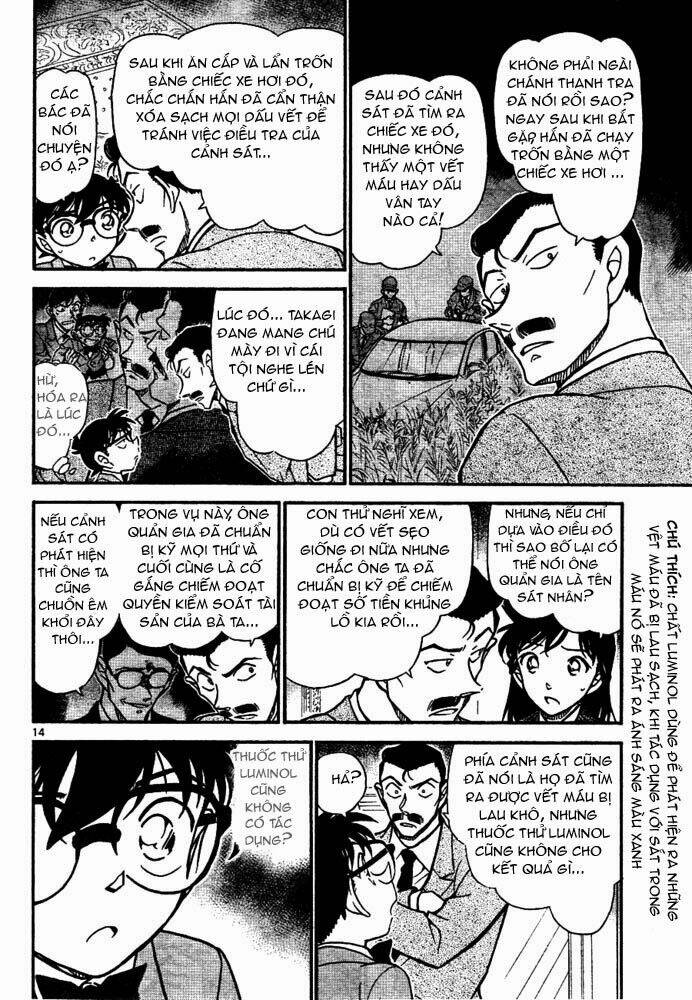 KHÔNG PHẢI NGÀI
CHÁNH THANH TRA
ĐÃ NÓI RỒI SAO?
NGAY SAU KHI BẮT
GẶP, HẮN ĐÃ CHẠY
TRỐN BẰNG MỘT
CHIẾC XE HƠI ...
SAU ĐÓ CẢNH
SÁT ĐÃ TÌM RA
CHIẾC XE ĐÓ,
NHƯNG KHÔNG
THẤY MỘT VẾT
MÁU HAY DẤU
VÂN TAY
NÀO CẢ!
SAU KHI ĂN CẮP VÀ LẨN TRỐN
BẰNG CHIẾC XE HƠI ĐÓ,
CHẮC CHẮN HẮN ĐÃ CẨN THẬN
XÓA SẠCH MỌI DẤU VẾT ĐỂ
TRÁNH VIỆC ĐIỀU TRA CỦA
CẢNH SÁT...
CÁC
BÁC ĐÃ
NÓI
CHUYỆN
ĐÓ Ạ?
LÚC ĐÓ... TAKAGI
ĐANG MANG CHÚ
MÀY ĐI VÌ CÁI
TỘI NGHE LÉN
CHỨ GÌ...
HỪ,
HÓA RA
LÀ LÚC
ĐÓ...
NHƯNG, NẾU CHỈ
DỰA VÀO ĐIỀU ĐÓ
THÌ SAO BỐ LẠI CÓ
THỂ NÓI ÔNG
QUẢN GIA LÀ TÊN
SÁT NHÂN?
CON THỬ NGHĨ XEM,
DÙ CÓ VẾT SẸO
GIỐNG ĐI NỮA NHƯNG
CHẮC ÔNG TA ĐÃ
CHUẨN BỊ KỸ ĐỂ CHIẾM
ĐOẠT SỐ TIỀN KHỦNG
LỒ KIA RỒI...
TRONG VỤ NÀY, ÔNG
QUẢN GIA ĐÃ CHUẨN
BỊ KỸ MỌI THỨ VÀ
CUỐI CÙNG LÀ CỐ
GẮNG CHIẾM ĐOẠT
QUYỀN KIỂM SOÁT TÀI
SẢN CỦA BÀ TA...
NẾU CẢNH
SÁT CÓ
PHÁT HIỆN
THÌ ÔNG TA
CŨNG
CHUỒN ÊM
KHỎI ĐÂY
THÔI...
PHÍA CẢNH SÁT CŨNG
ĐÃ NÓI LÀ HỌ ĐÃ TÌM
RA ĐƯỢC VẾT MÁU BỊ
LAU KHÔ, NHƯNG
THUỐC THỬ LUMINOL
CŨNG KHÔNG CHO
KẾT QUẢ GÌ...
HẢ?
THUỐC THỬ
LUMINOL
CŨNG
KHÔNG
CÓ TÁC
DỤNG?
14
CHÚ THÍCH: CHẤT LUMINOL DÙNG ĐỂ PHÁT HIỆN RA NHỮNG
VẾT MÁU ĐÃ BỊ LAU SẠCH, KHI TÁC DỤNG VỚI SẮT TRONG
MÁU NÓ SẼ PHÁT RA ÁNH SÁNG MÀU XANH